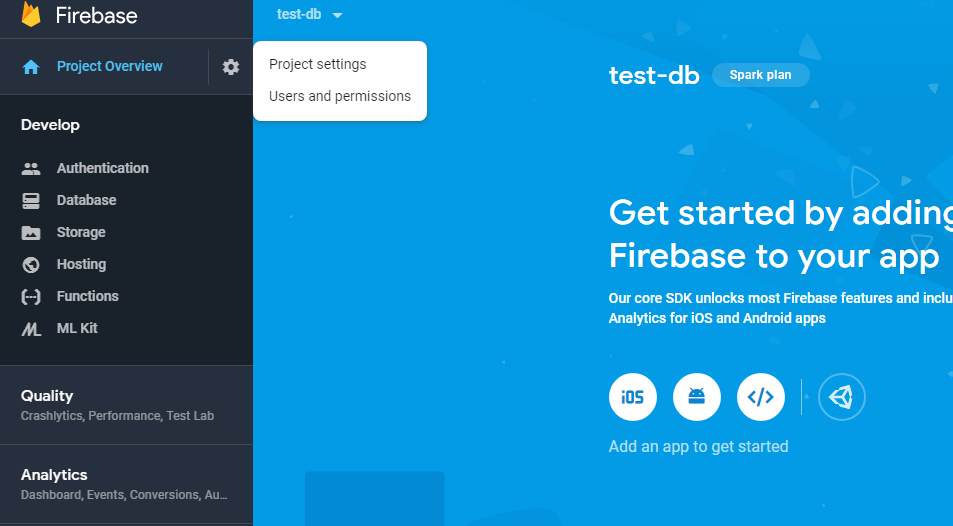 Firebase
test-db
Project Overview
Project settings
Users and permissions
Develop
Authentication
Database
Storage
Hosting
Functions
ML Kit
Quality
Crashlytics, Performance, Test Lab
Analytics
Dashboard, Events, Conversions, Au...
test-db
Spark plan
Get started by adding
Firebase to your app
Our core SDK unlocks most Firebase features and inclu
Analytics for iOS and Android apps
iOS
Add an app to get started